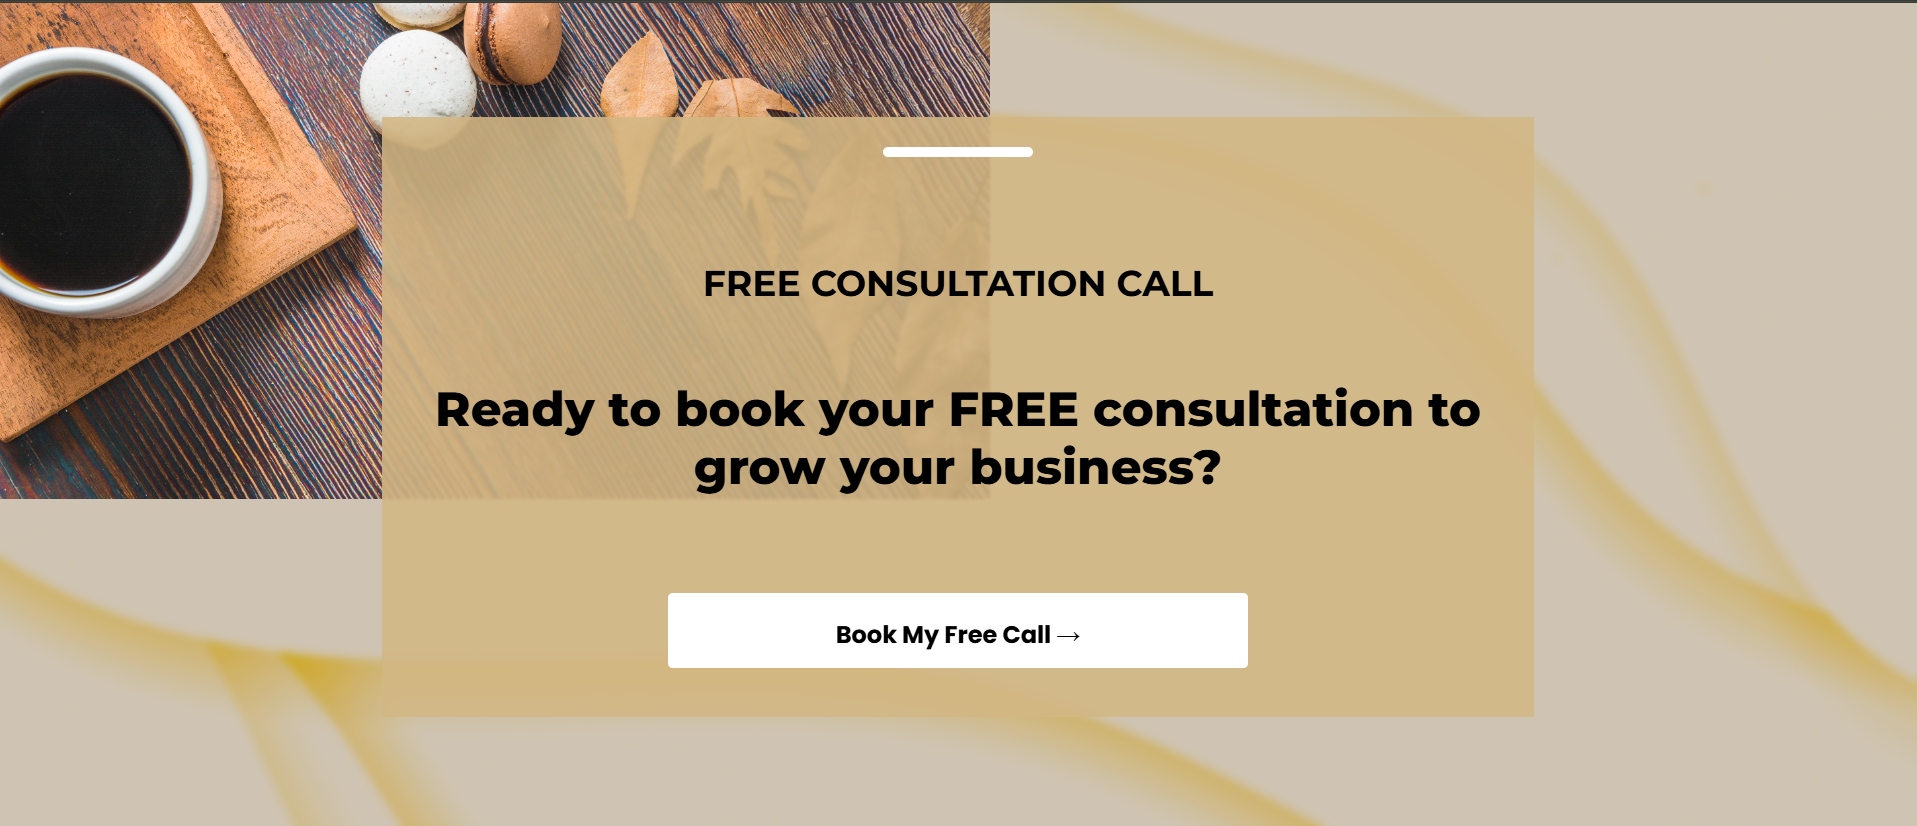 FREE CONSULTATION CALL
Ready to book your FREE consultation to
grow your business?
Book My Free Call →